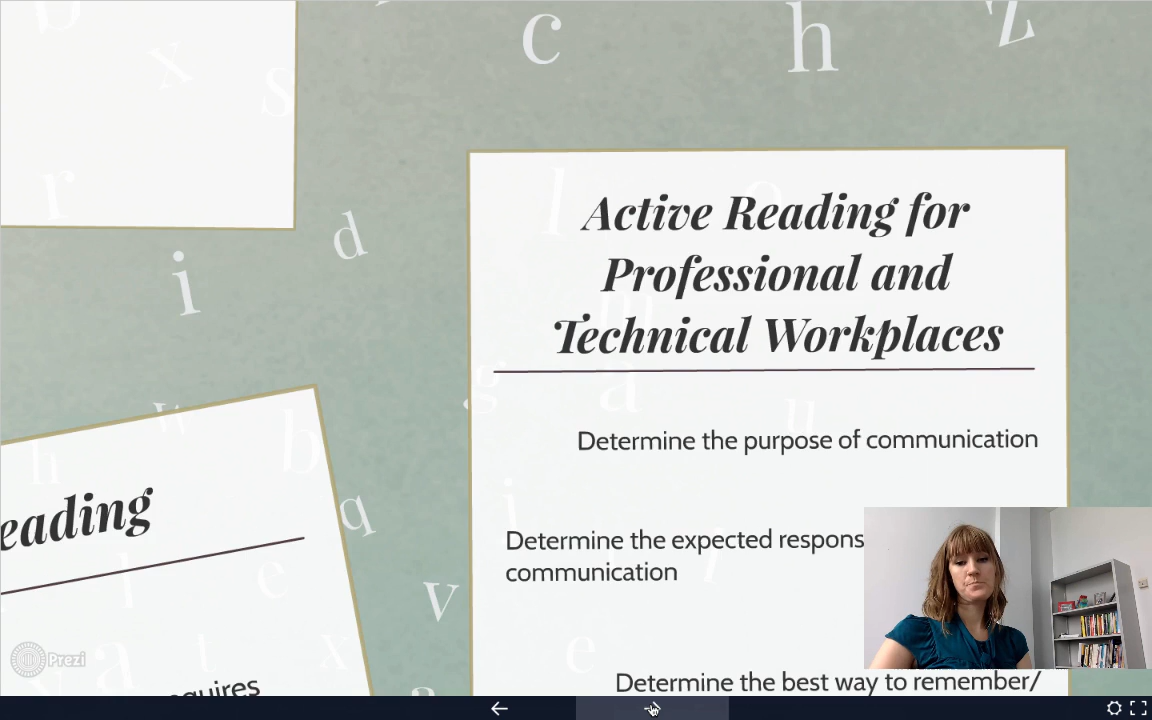 Active Reading for
Professional and
Technical Workplaces
Determine the purpose of communication
Determine the expected respons
communication
Determine the best way to remember/
eading
quires
Prezi